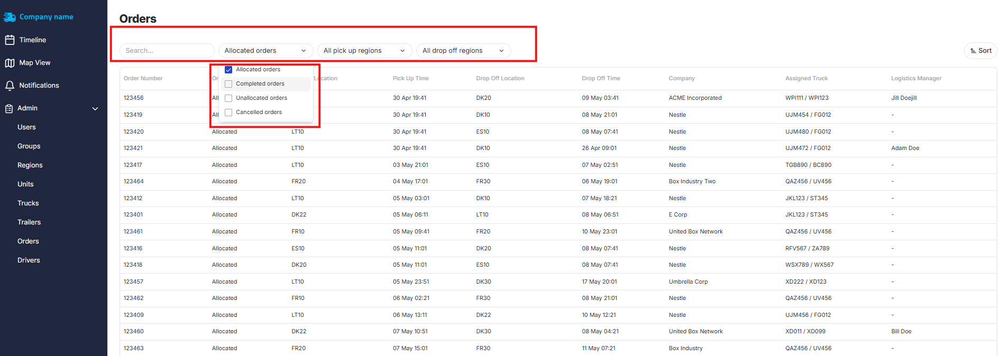 Company name
Timeline
Map View
Notifications
Admin
Users
Groups
Regions
Units
Trucks
Trailers
Orders
Drivers
Orders
Search... Allocated orders All pick up regions All drop off regions Sort
Allocated orders
Completed orders
Unallocated orders
Cancelled orders
Order Number Or Location Pick Up Time Drop Off Location Drop Off Time Company Assigned Truck Logistics Manager
123456 All 30 Apr 19:41 DK20 09 May 03:41 ACME Incorporated WPI111 / WPI123 Jill Doejill
123419 All 30 Apr 19:41 DK10 08 May 21:01 Nestle UJM454 / FG012 -
123420 Allocated LT10 30 Apr 19:41 ES10 08 May 07:41 Nestle UJM480 / FG012 -
123421 Allocated LT10 30 Apr 19:41 DK10 26 Apr 09:01 Nestle UJM472 / FG012 Adam Doe
123417 Allocated LT10 03 May 21:01 ES10 07 May 02:51 Nestle TGB890 / BC890 -
123464 Allocated FR20 04 May 17:01 FR30 06 May 19:01 Box Industry Two QAZ456 / UV456 -
123412 Allocated LT10 05 May 03:01 DK10 07 May 18:21 Nestle JKL123 / ST345 -
123401 Allocated DK22 05 May 06:11 LT10 08 May 06:51 E Corp JKL123 / ST345 -
123461 Allocated FR10 05 May 09:41 FR20 10 May 23:01 United Box Network QAZ456 / UV456 -
123416 Allocated ES10 05 May 11:01 DK20 08 May 07:41 Nestle RFV567 / ZA789 -
123418 Allocated DK20 05 May 11:01 ES10 08 May 07:41 Nestle WSX789 / WX567 -
123457 Allocated LT10 05 May 23:51 DK30 17 May 20:01 Umbrella Corp XD222 / XD123 -
123462 Allocated FR10 06 May 02:21 FR30 08 May 21:01 Nestle QAZ456 / UV456 -
123409 Allocated LT10 06 May 13:11 DK22 10 May 12:21 Nestle UJM456 / FG012 -
123460 Allocated DK22 07 May 10:51 DK30 08 May 04:21 United Box Network XD011 / XD099 Bill Doe
123463 Allocated FR20 07 May 15:01 FR30 11 May 07:21 Box Industry QAZ456 / UV456 -